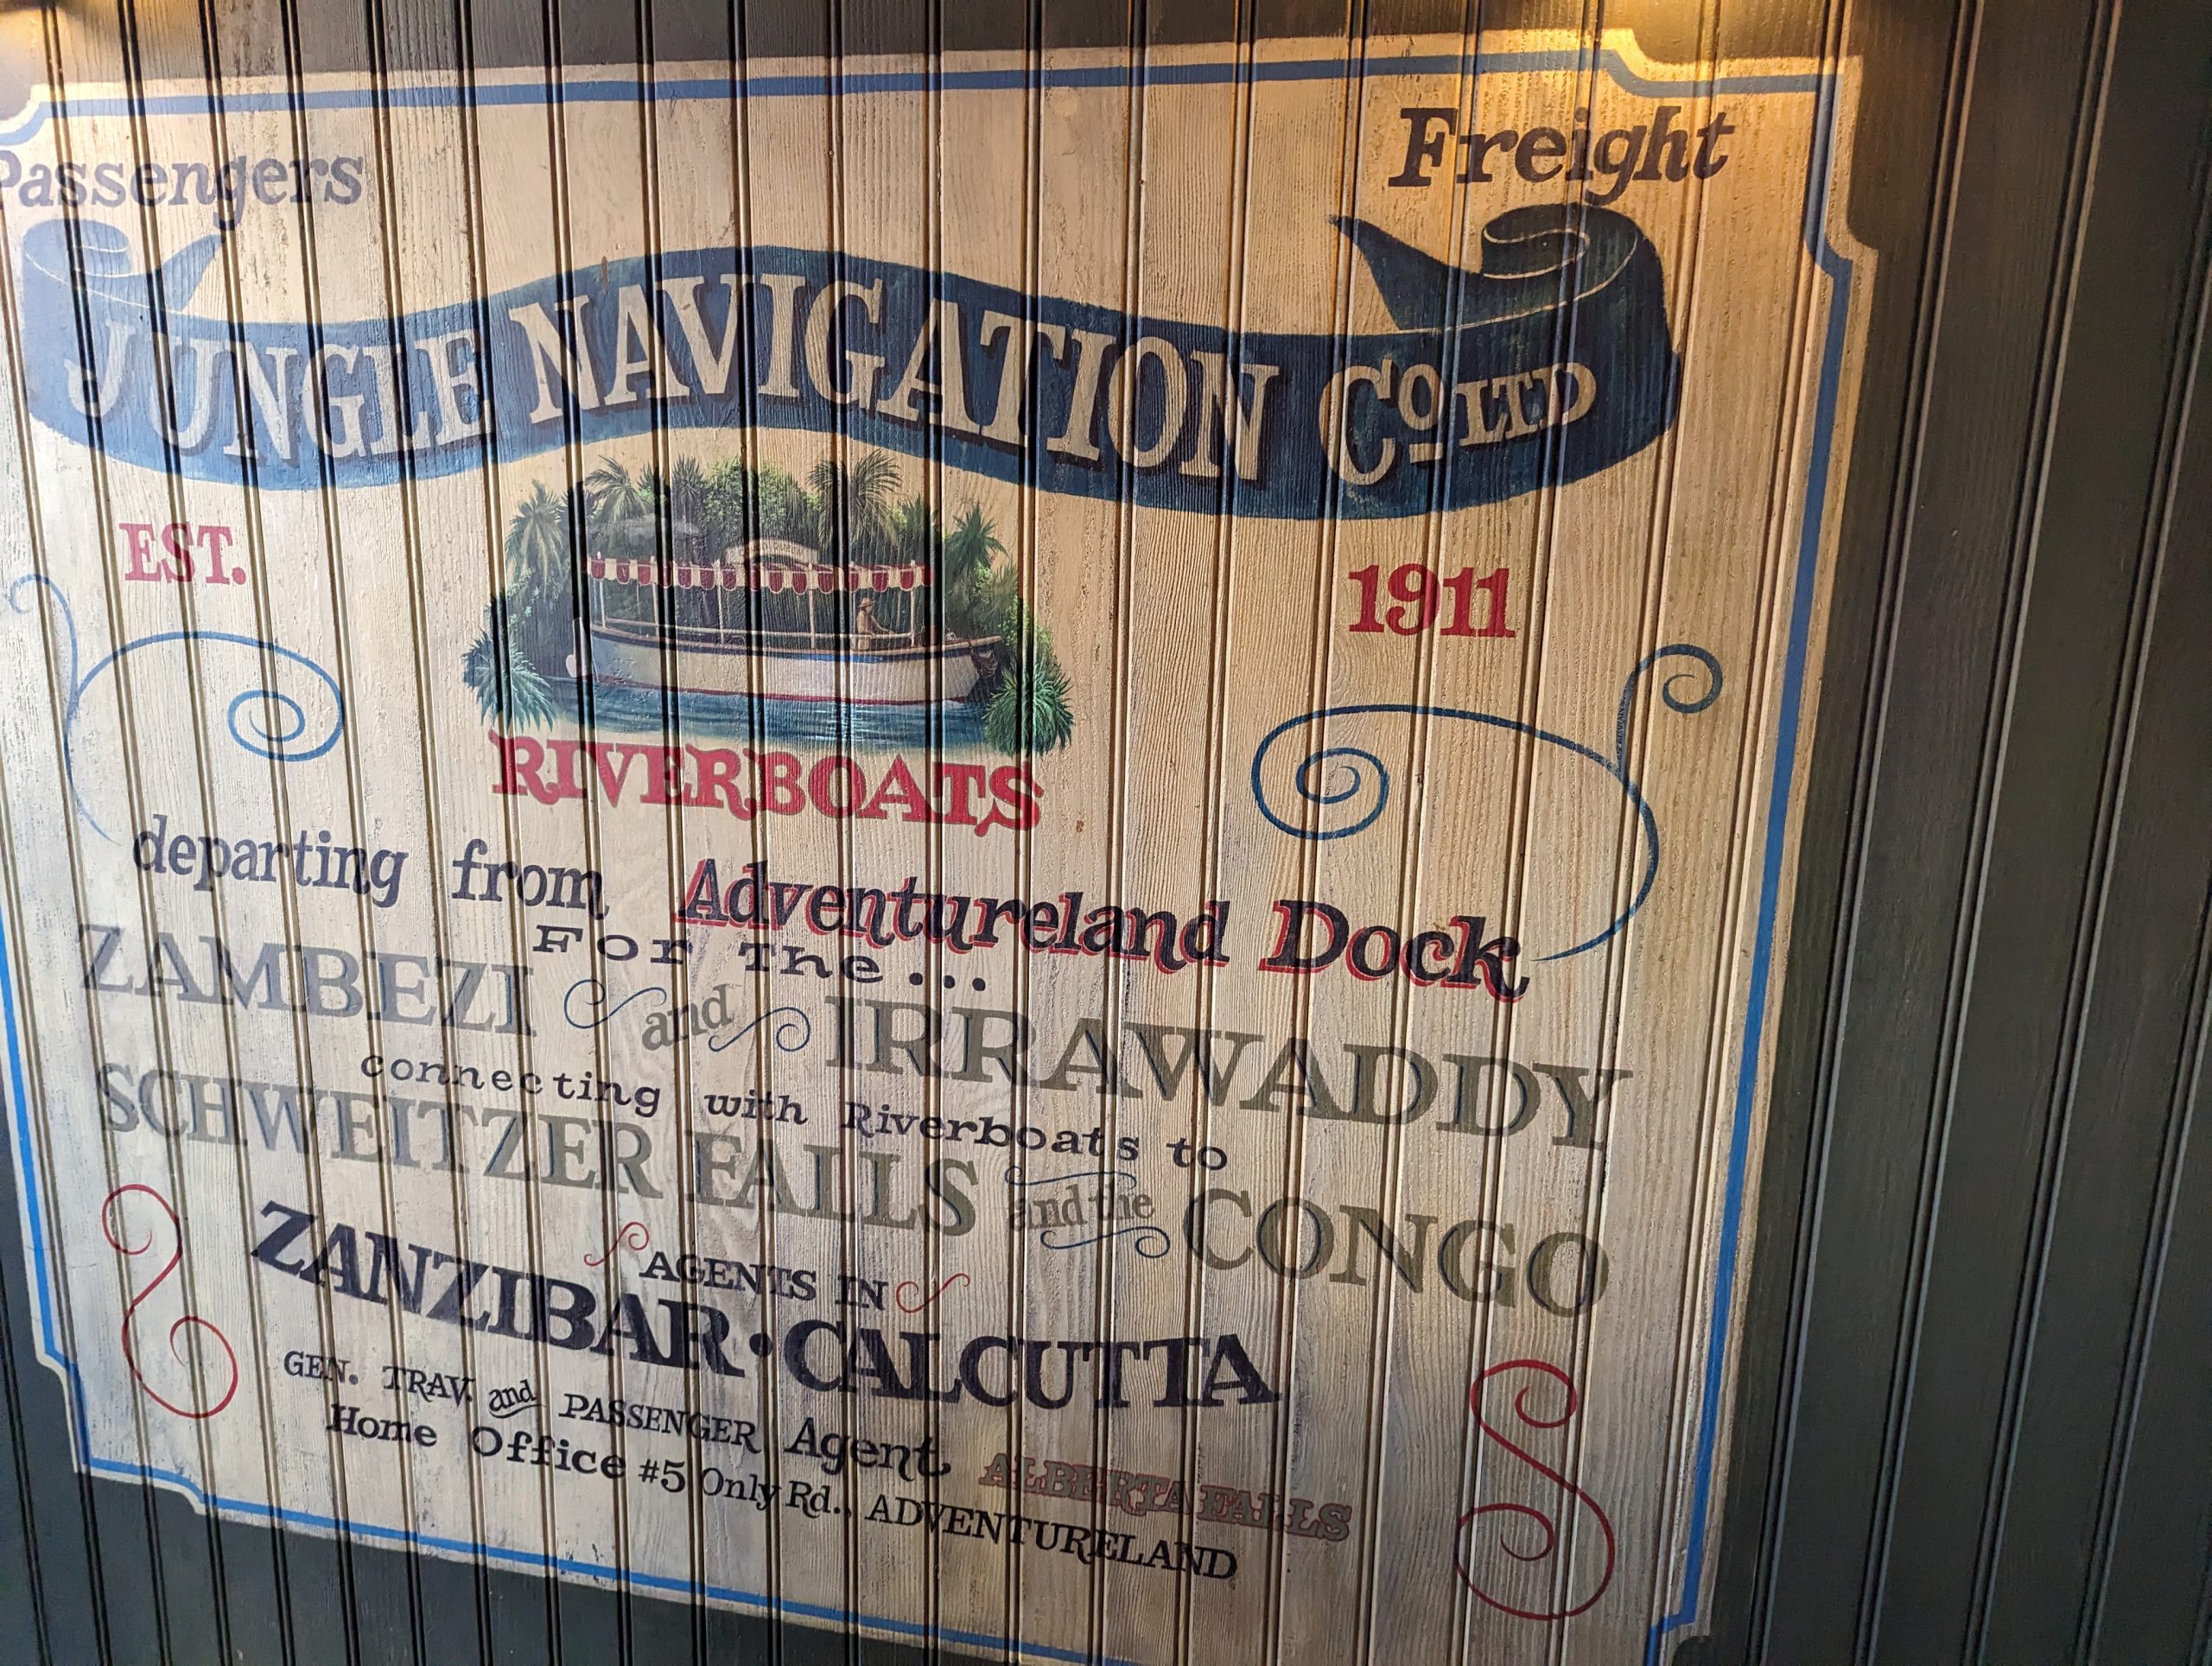 Passengers Freight
JUNGLE NAVIGATION Co LTD
EST. 1911
RIVERBOATS
departing from Adventureland Dock
For The...
ZAMBEZI and IRRAWADDY
connecting with Riverboats to
SCHWEITZER FALLS and the CONGO
AGENTS IN
ZANZIBAR • CALCUTTA
GEN. TRAV. and PASSENGER Agent ALBERTA FALLS
Home Office #5 Only Rd., ADVENTURELAND